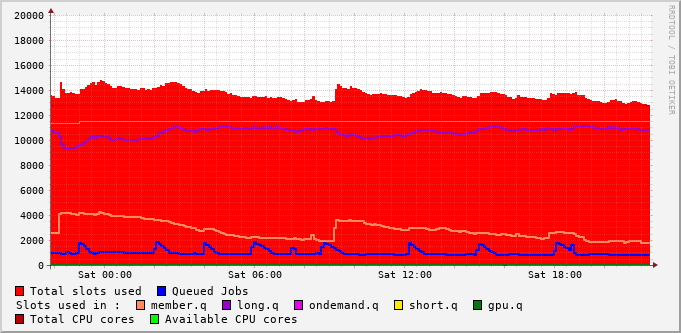 20000
18000
16000
14000
12000
10000
8000
6000
4000
2000
0
Sat 00:00 Sat 06:00 Sat 12:00 Sat 18:00
RRDTOOL / TOBI OETIKER
Total slots used Queued Jobs
Slots used in : member.q long.q ondemand.q short.q gpu.q
Total CPU cores Available CPU cores